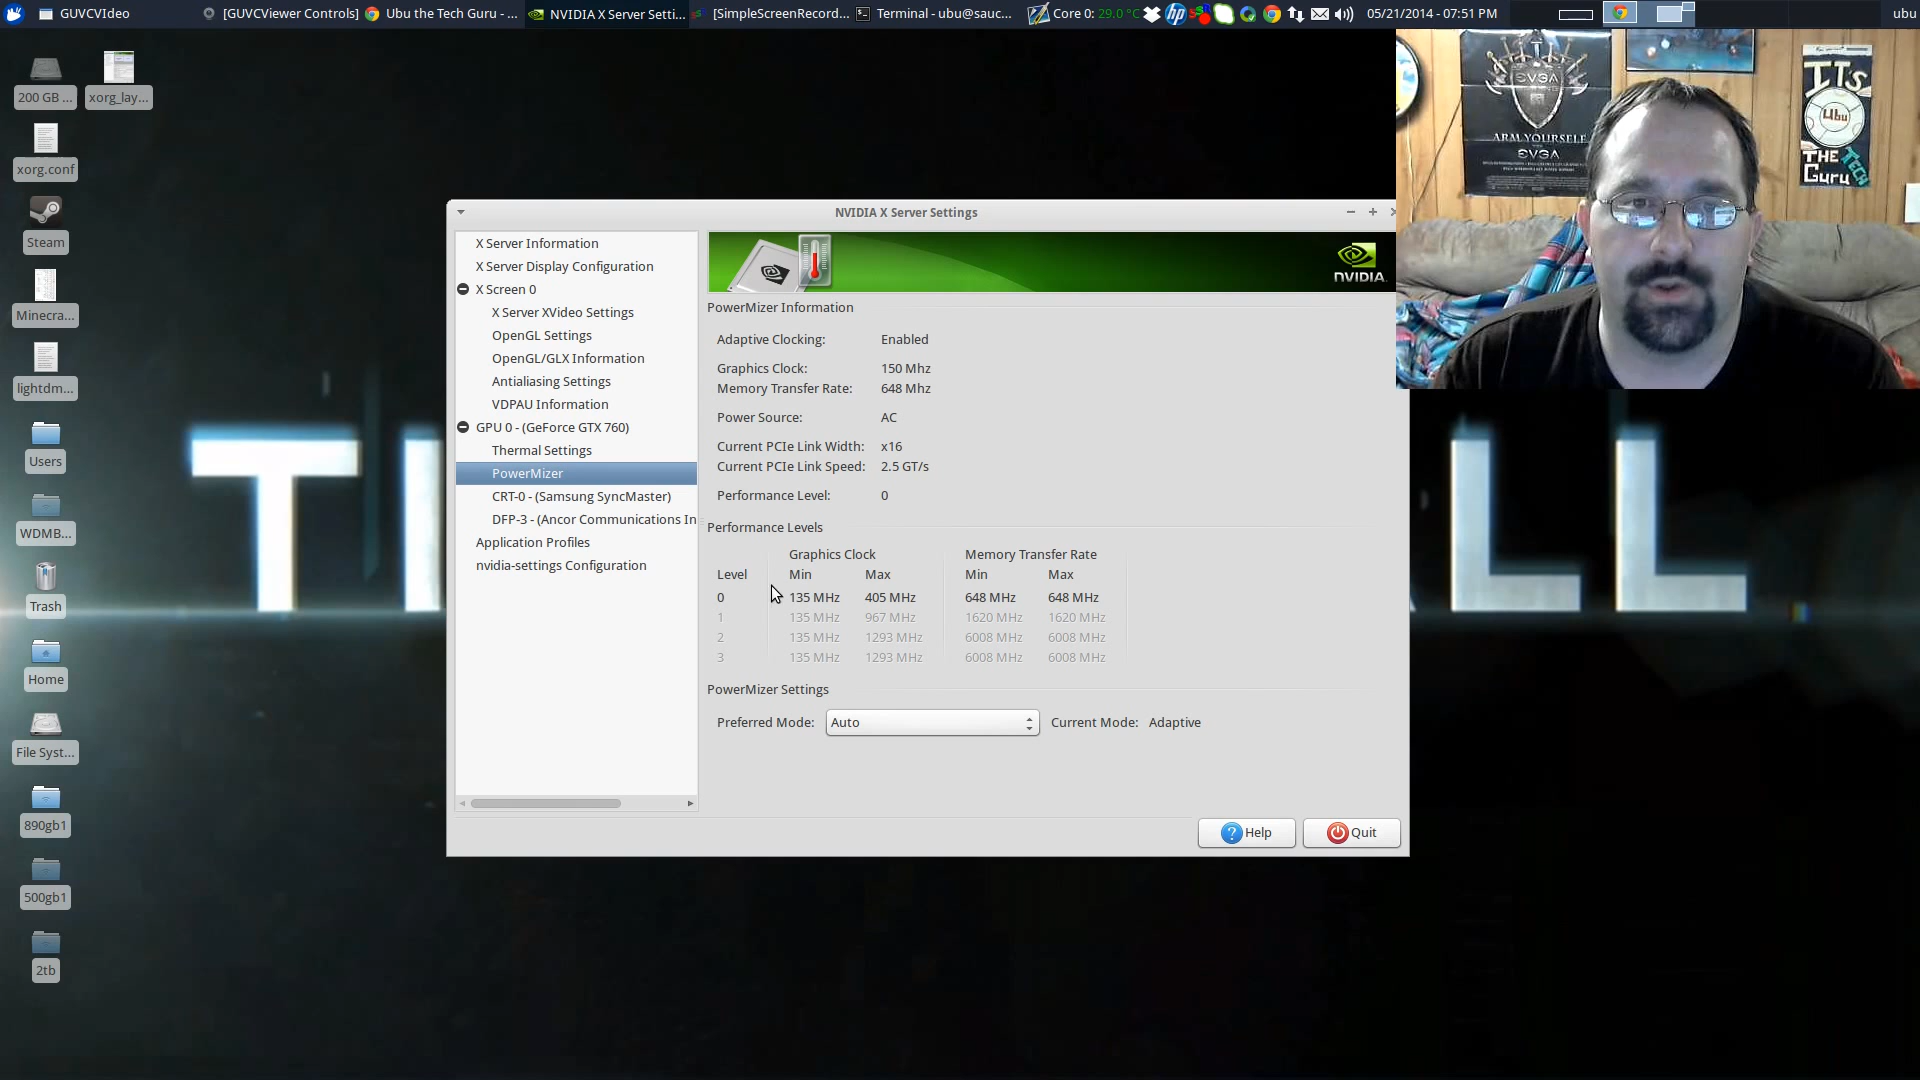 GUVCVIdeo
[GUVCViewer Controls]
Ubu the Tech Guru - ...
NVIDIA X Server Setti...
[SimpleScreenRecord...
Terminal - ubu@sauc...
Core 0: 29.0 °C
05/21/2014 - 07:51 PM
ubu
200 GB ...
xorg_lay...
xorg.conf
Steam
Minecra...
lightdm...
Users
WDMB...
Trash
Home
File Syst...
890gb1
500gb1
2tb
EVGA
ARM YOURSELF
EVGA
IT's
Ubu
THE TECH
Guru
NVIDIA X Server Settings
X Server Information
X Server Display Configuration
X Screen 0
X Server XVideo Settings
OpenGL Settings
OpenGL/GLX Information
Antialiasing Settings
VDPAU Information
GPU 0 - (GeForce GTX 760)
Thermal Settings
PowerMizer
CRT-0 - (Samsung SyncMaster)
DFP-3 - (Ancor Communications In
Application Profiles
nvidia-settings Configuration
NVIDIA.
PowerMizer Information
Adaptive Clocking: Enabled
Graphics Clock: 150 Mhz
Memory Transfer Rate: 648 Mhz
Power Source: AC
Current PCIe Link Width: x16
Current PCIe Link Speed: 2.5 GT/s
Performance Level: 0
Performance Levels
Graphics Clock Memory Transfer Rate
Level Min Max Min Max
0 135 MHz 405 MHz 648 MHz 648 MHz
1 135 MHz 967 MHz 1620 MHz 1620 MHz
2 135 MHz 1293 MHz 6008 MHz 6008 MHz
3 135 MHz 1293 MHz 6008 MHz 6008 MHz
PowerMizer Settings
Preferred Mode: Auto Current Mode: Adaptive
? Help
Quit